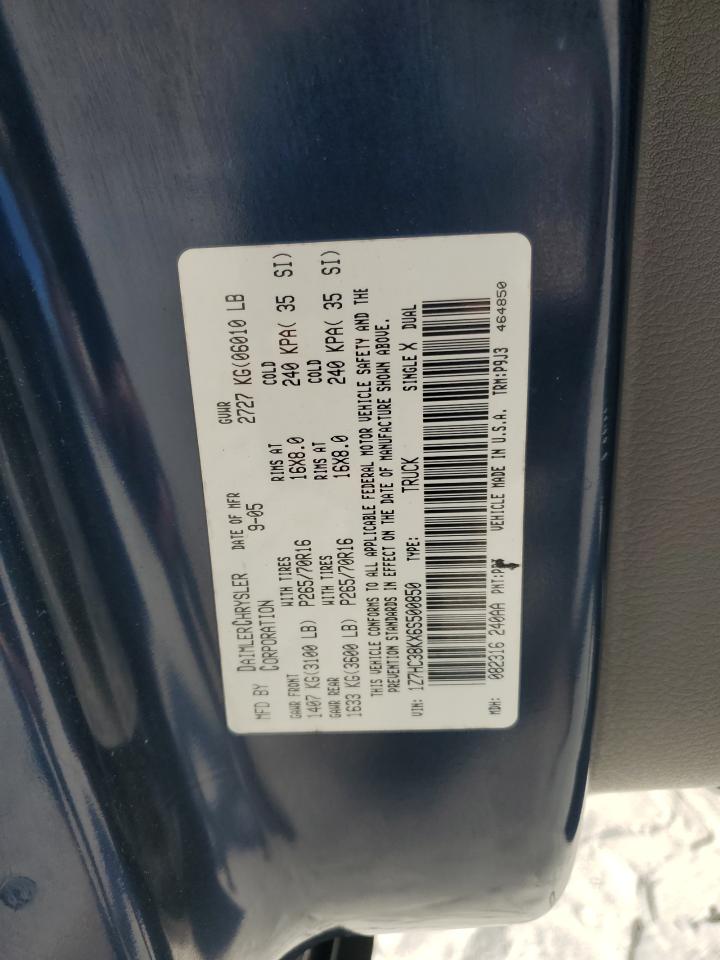 MFD BY DAIMLERCHRYSLER CORPORATION DATE OF MFR 9-05 GVWR 2727 KG(06010 LB
GAWR FRONT WITH TIRES RIMS AT COLD
1407 KG(3100 LB) P265/70R16 16X8.0 240 KPA( 35 SI)
GAWR REAR WITH TIRES RIMS AT COLD
1633 KG(3600 LB) P265/70R16 16X8.0 240 KPA( 35 SI)
THIS VEHICLE CONFORMS TO ALL APPLICABLE FEDERAL MOTOR VEHICLE SAFETY AND THE
PREVENTION STANDARDS IN EFFECT ON THE DATE OF MANUFACTURE SHOWN ABOVE.
VIN: 1Z7HC38KX6S500850 TYPE: TRUCK SINGLE X DUAL
MDH: 082316 240AA PNT: VEHICLE MADE IN U.S.A. TRM:P9J3 464850